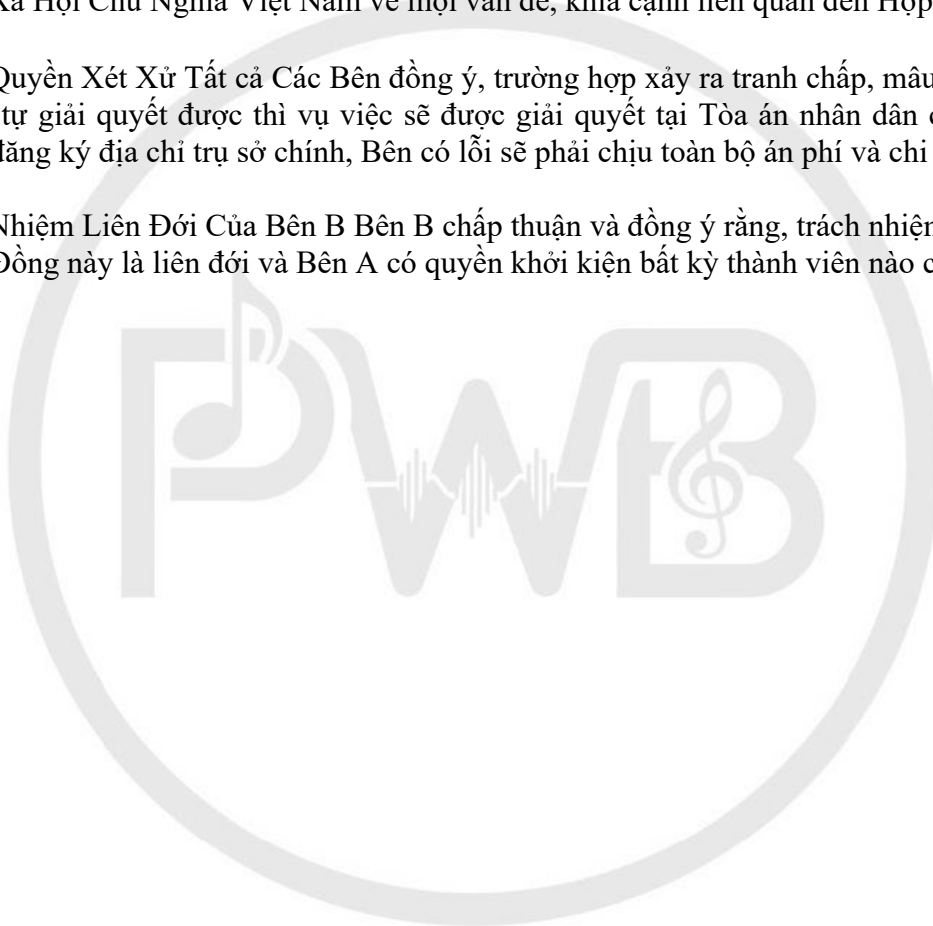 Xã Hội Chủ Nghĩa Việt Nam về mọi vấn đề, khía cạnh liên quan đến Hợp
Quyền Xét Xử Tất cả Các Bên đồng ý, trường hợp xảy ra tranh chấp, mâu
tự giải quyết được thì vụ việc sẽ được giải quyết tại Tòa án nhân dân
đăng ký địa chỉ trụ sở chính, Bên có lỗi sẽ phải chịu toàn bộ án phí và chi
Nhiệm Liên Đới Của Bên B Bên B chấp thuận và đồng ý rằng, trách nhiệm
Đồng này là liên đới và Bên A có quyền khởi kiện bất kỳ thành viên nào
PWB